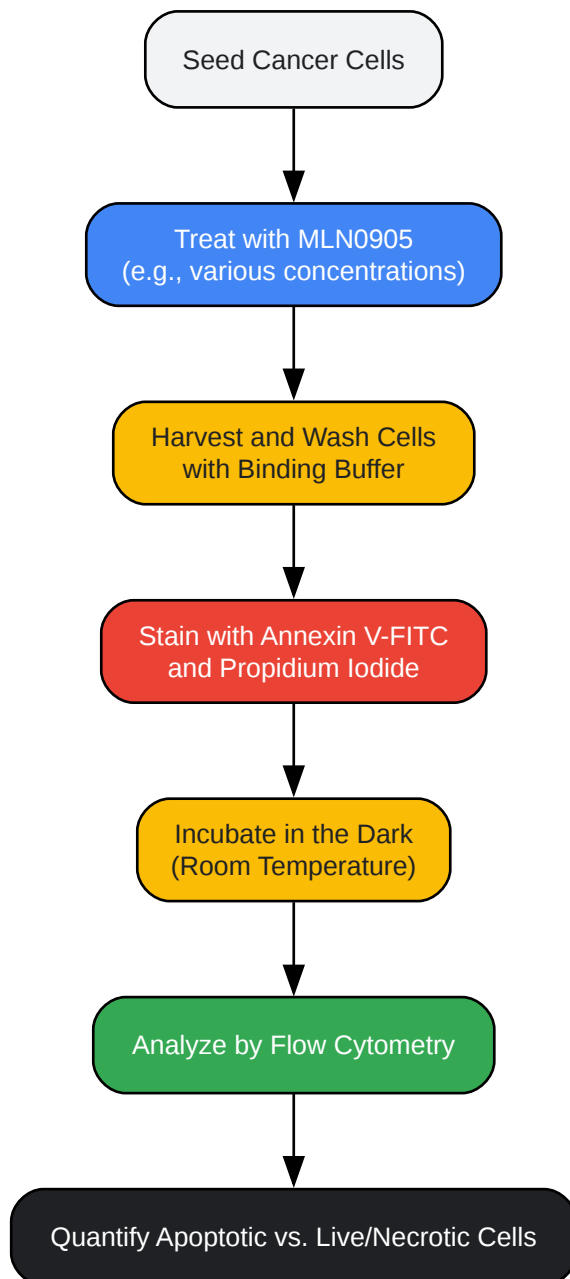 Seed Cancer Cells
Treat with MLN0905
(e.g., various concentrations)
Harvest and Wash Cells
with Binding Buffer
Stain with Annexin V-FITC
and Propidium Iodide
Incubate in the Dark
(Room Temperature)
Analyze by Flow Cytometry
Quantify Apoptotic vs. Live/Necrotic Cells